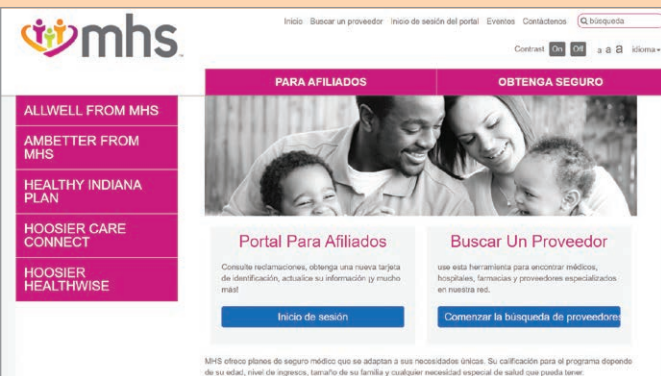 mhs
Inicio Buscar un proveedor Inicio de sesión del portal Eventos Contáctenos búsqueda
Contrast On Off a a a idioma
PARA AFILIADOS OBTENGA SEGURO
ALLWELL FROM MHS
AMBETTER FROM
MHS
HEALTHY INDIANA
PLAN
HOOSIER CARE
CONNECT
HOOSIER
HEALTHWISE
Portal Para Afiliados
Consulte reclamaciones, obtenga una nueva tarjeta
de identificación, actualice su información ¡y mucho
más!
Inicio de sesión
Buscar Un Proveedor
use esta herramienta para encontrar médicos,
hospitales, farmacias y proveedores especializados
en nuestra red.
Comenzar la búsqueda de proveedores
MHS ofrece planes de seguro médico que se adaptan a sus necesidades únicas. Su calificación para el programa depende
de su edad, nivel de ingresos, tamaño de su familia y cualquier necesidad especial de salud que pueda tener.